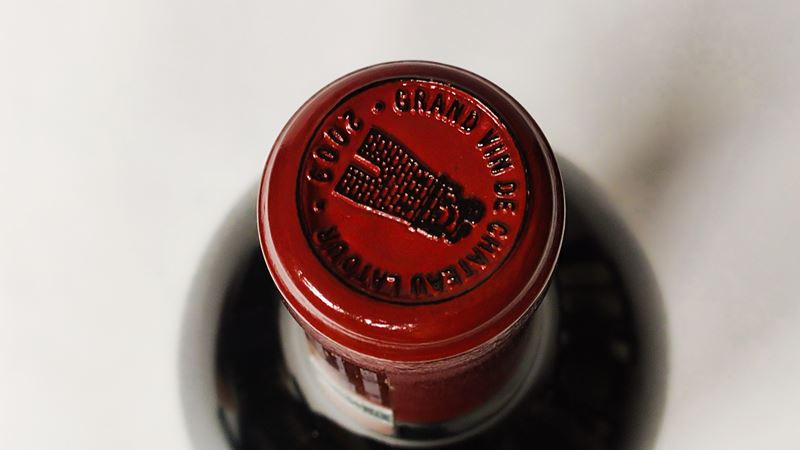 GRAND VIN DE CHATEAU LATOUR • 2009 •